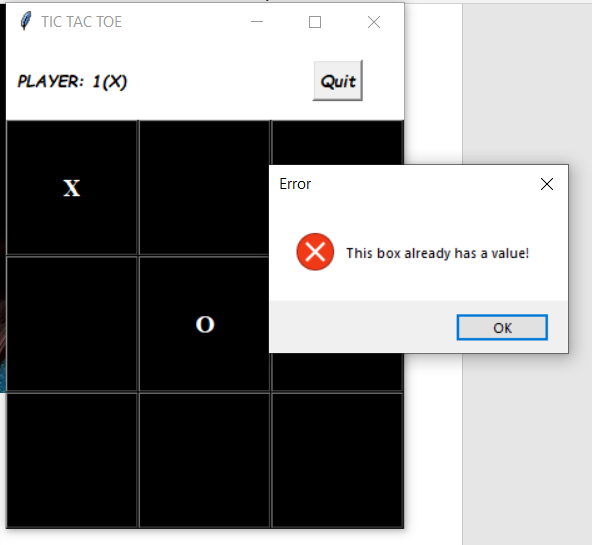 TIC TAC TOE
PLAYER: 1(X)
Quit
X
Error
This box already has a value!
O
OK